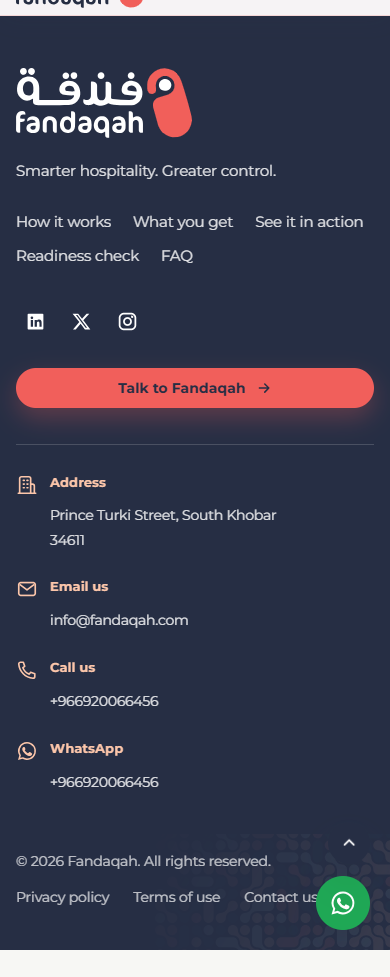 فندقة
fandaqah
Smarter hospitality. Greater control.
How it works What you get See it in action
Readiness check FAQ
Talk to Fandaqah →
Address
Prince Turki Street, South Khobar
34611
Email us
info@fandaqah.com
Call us
+966920066456
WhatsApp
+966920066456
© 2026 Fandaqah. All rights reserved.
Privacy policy Terms of use Contact us